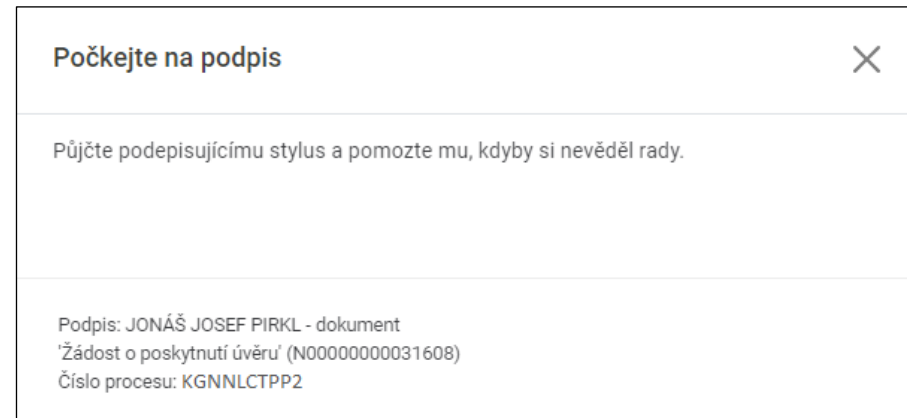 Počkejte na podpis
Půjčte podepisujícímu stylus a pomozte mu, kdyby si nevěděl rady.
Podpis: JONÁŠ JOSEF PIRKL - dokument
'Žádost o poskytnutí úvěru' (N00000000031608)
Číslo procesu: KGNNLCTPP2